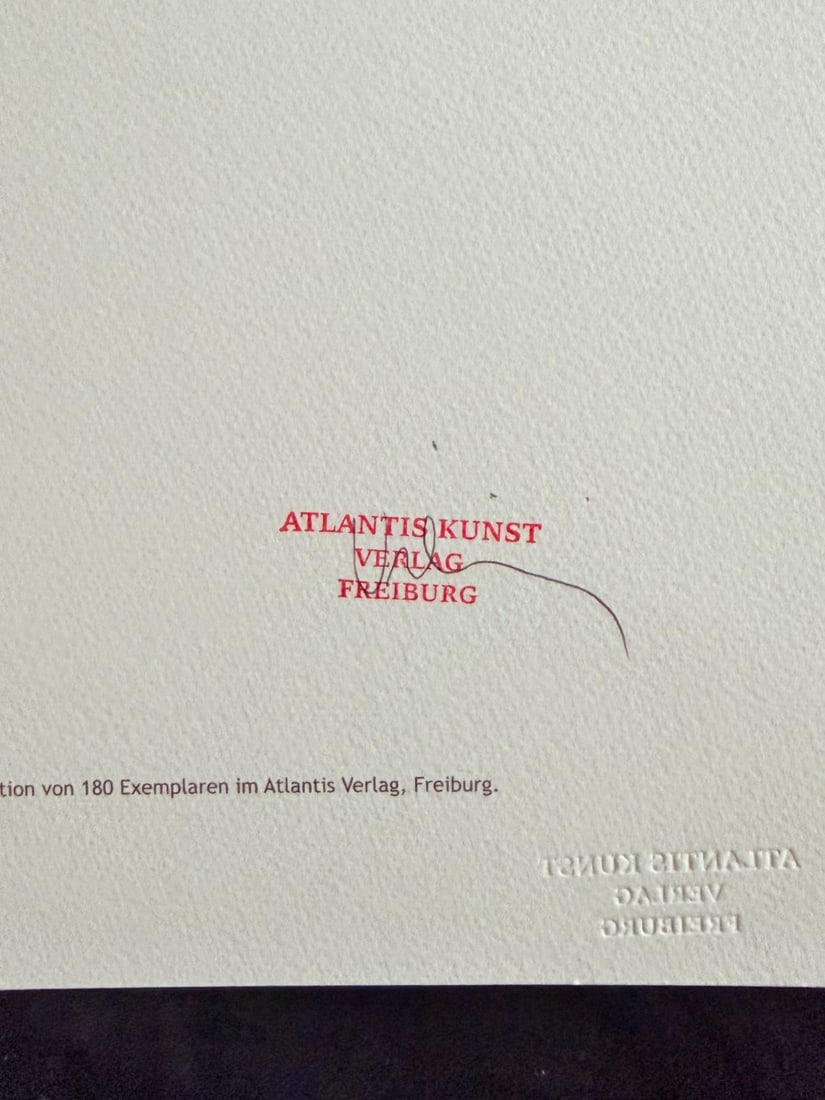 ATLANTIS KUNST
VERLAG
FREIBURG
tion von 180 Exemplaren im Atlantis Verlag, Freiburg.
ATLANTIS KUNST
VERLAG
FREIBURG